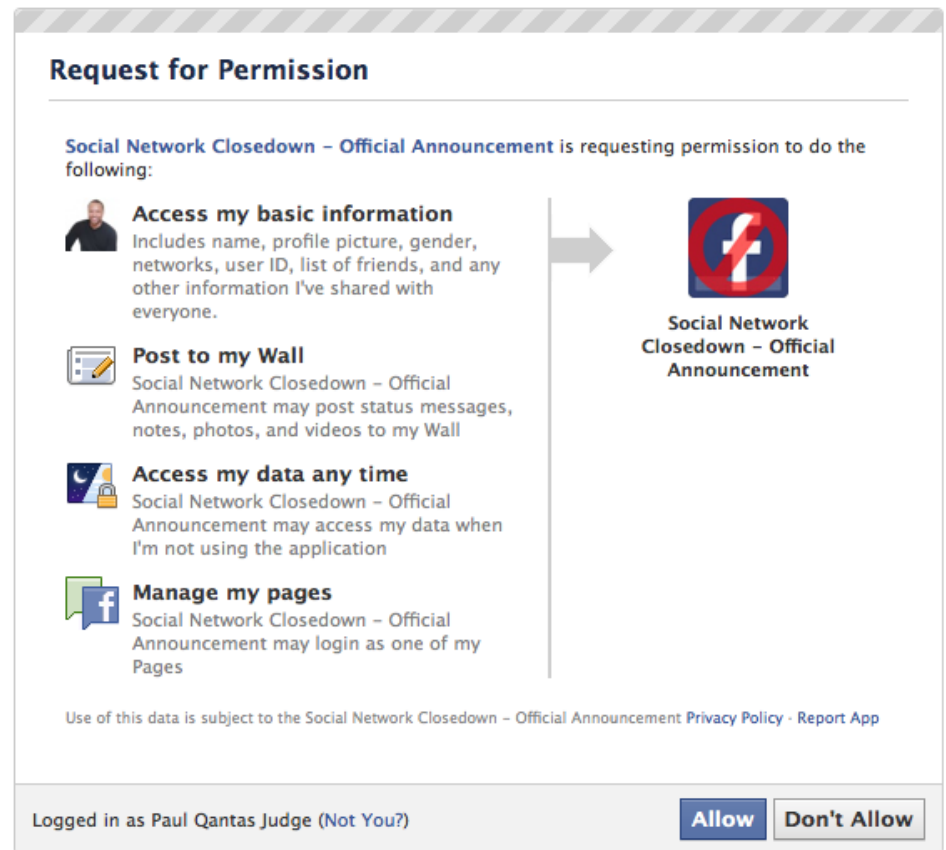 Request for Permission
Social Network Closedown – Official Announcement is requesting permission to do the
following:
Access my basic information
Includes name, profile picture, gender,
networks, user ID, list of friends, and any
other information I've shared with
everyone.
Post to my Wall
Social Network Closedown – Official
Announcement may post status messages,
notes, photos, and videos to my Wall
Access my data any time
Social Network Closedown – Official
Announcement may access my data when
I'm not using the application
Manage my pages
Social Network Closedown – Official
Announcement may login as one of my
Pages
f
f
Social Network
Closedown – Official
Announcement
Use of this data is subject to the Social Network Closedown – Official Announcement Privacy Policy · Report App
Logged in as Paul Qantas Judge (Not You?)
Allow
Don't Allow